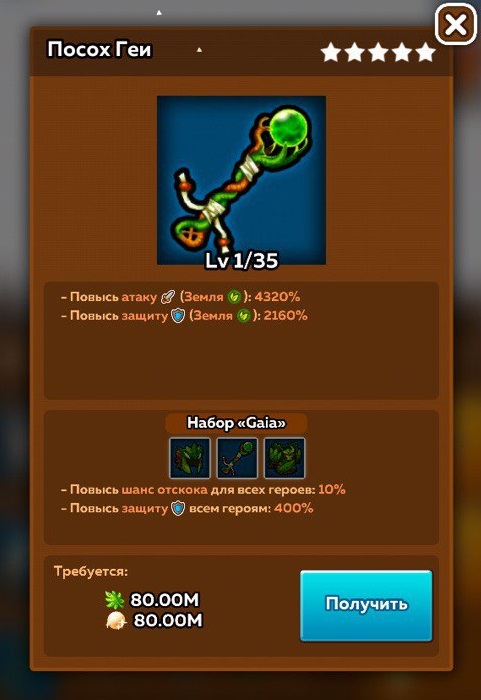 Посох Геи
Lv 1/35
- Повысь атаку (Земля): 4320%
- Повысь защиту (Земля): 2160%
Набор «Gaia»
- Повысь шанс отскока для всех героев: 10%
- Повысь защиту всем героям: 400%
Требуется:
80.00M
80.00M
Получить